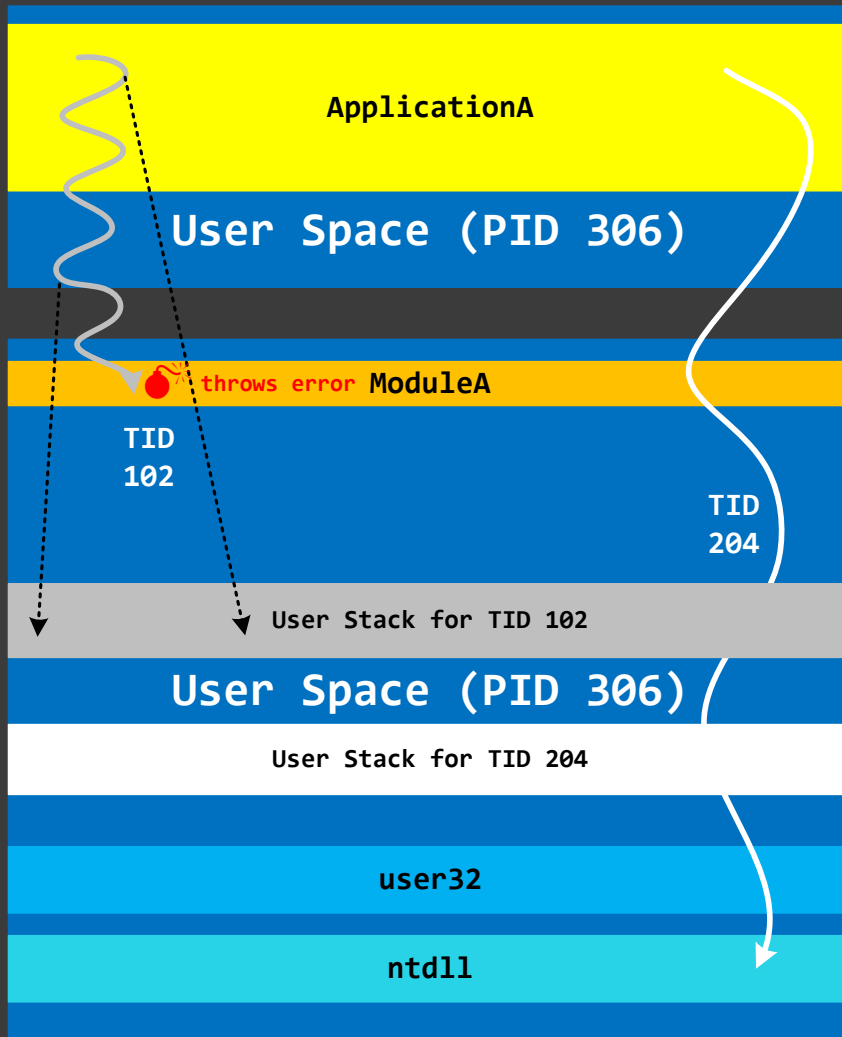 ApplicationA
User Space (PID 306)
throws error ModuleA
TID
102
TID
204
User Stack for TID 102
User Space (PID 306)
User Stack for TID 204
user32
ntdll